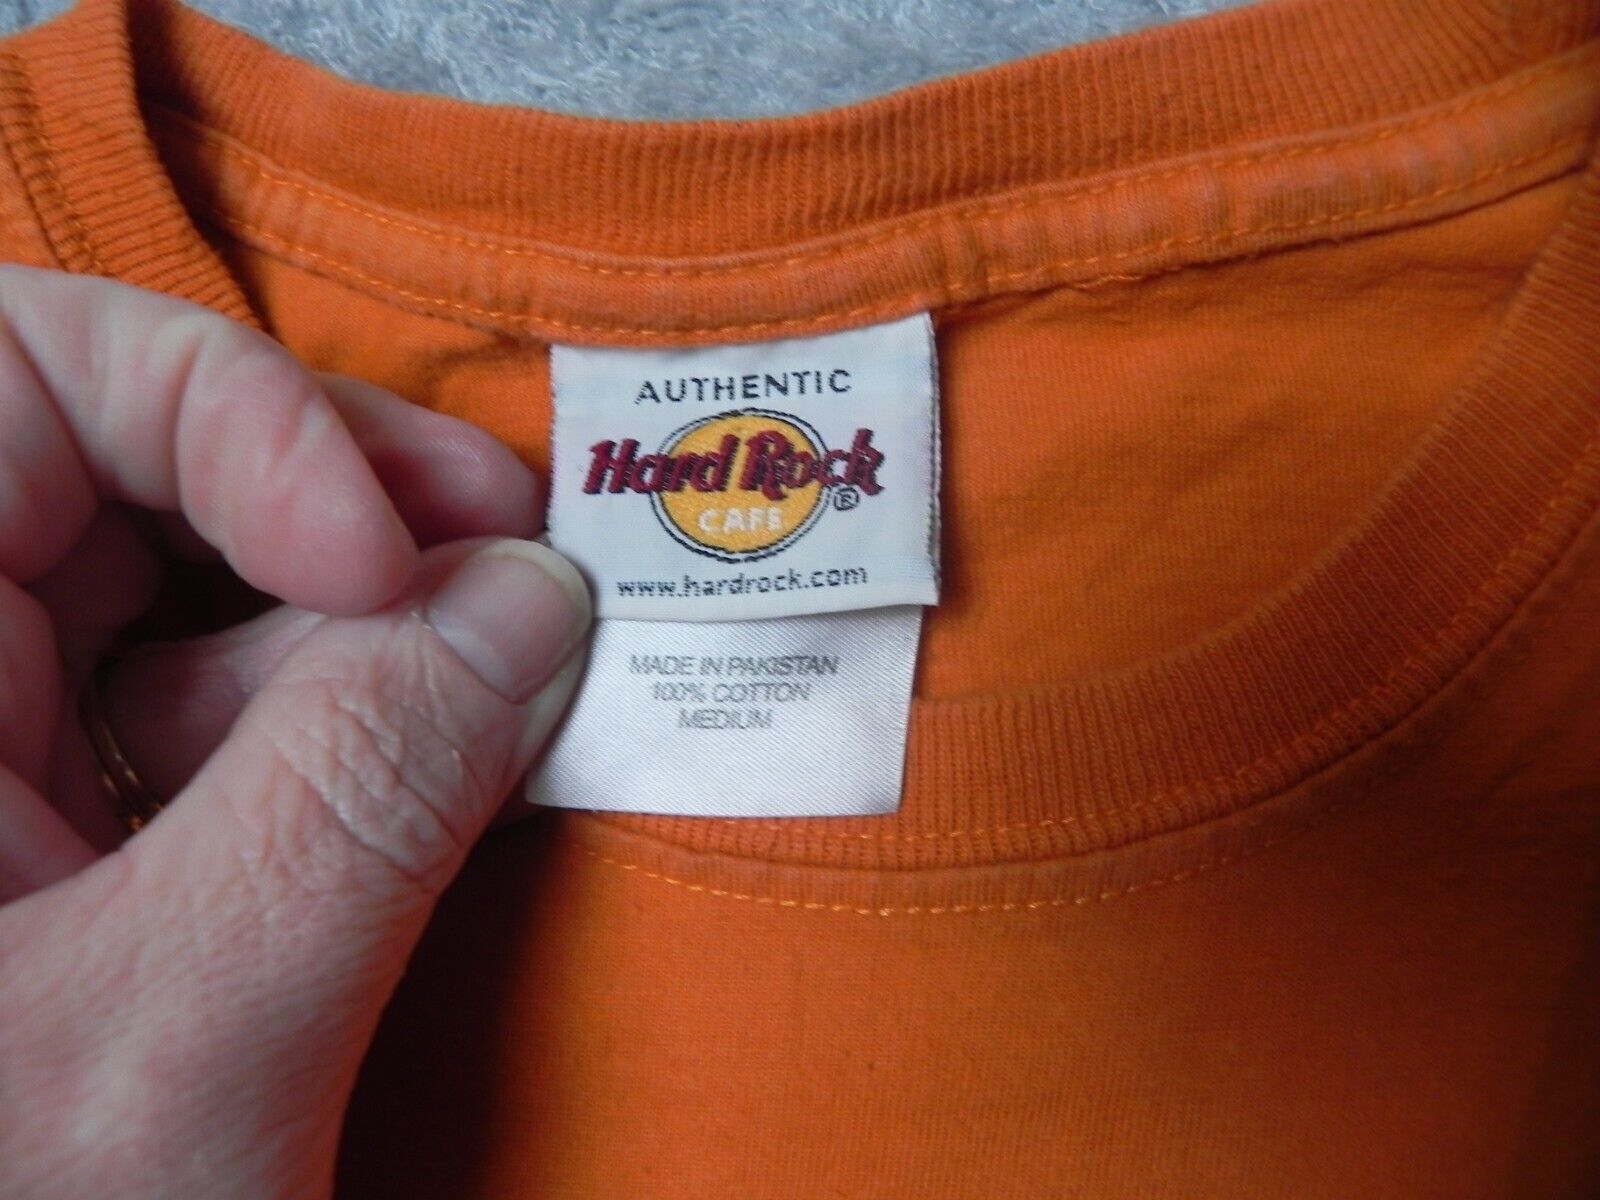 AUTHENTIC
Hard Rock ®
CAFE
www.hardrock.com
MADE IN PAKISTAN
100% COTTON
MEDIUM